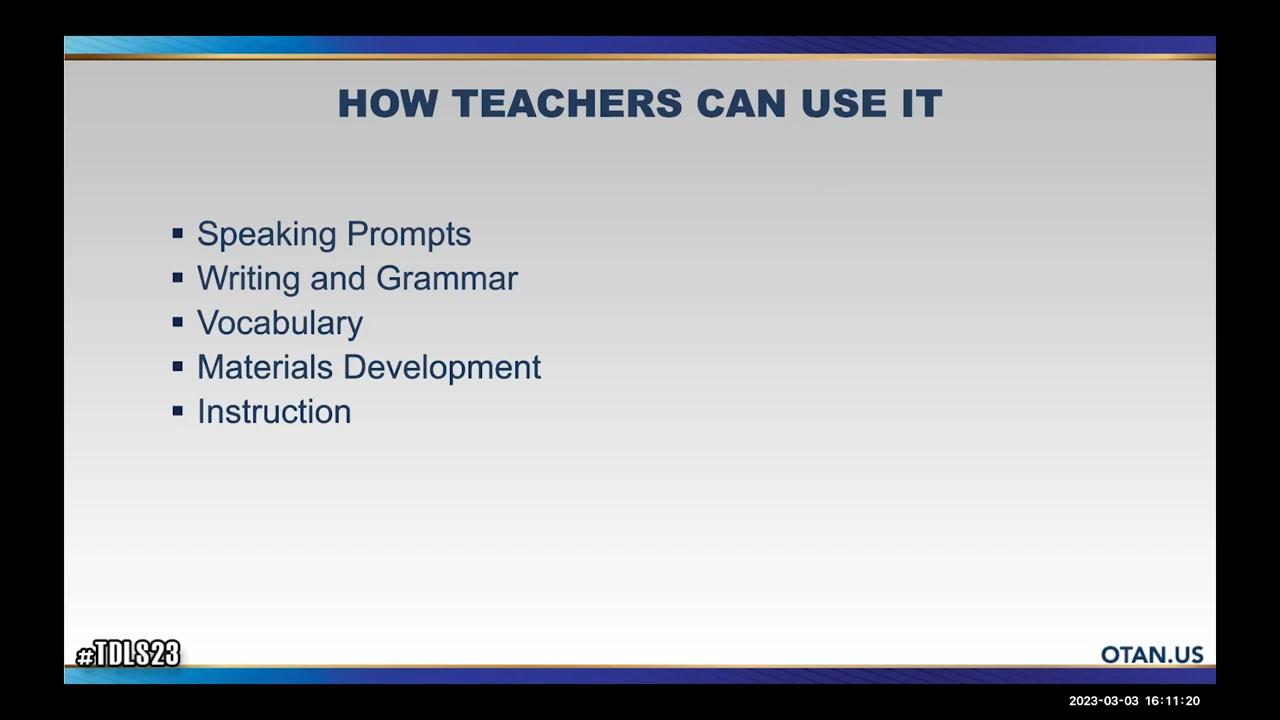 HOW TEACHERS CAN USE IT
▪ Speaking Prompts
▪ Writing and Grammar
▪ Vocabulary
▪ Materials Development
▪ Instruction
#TDLS23
OTAN.US
2023-03-03 16:11:20